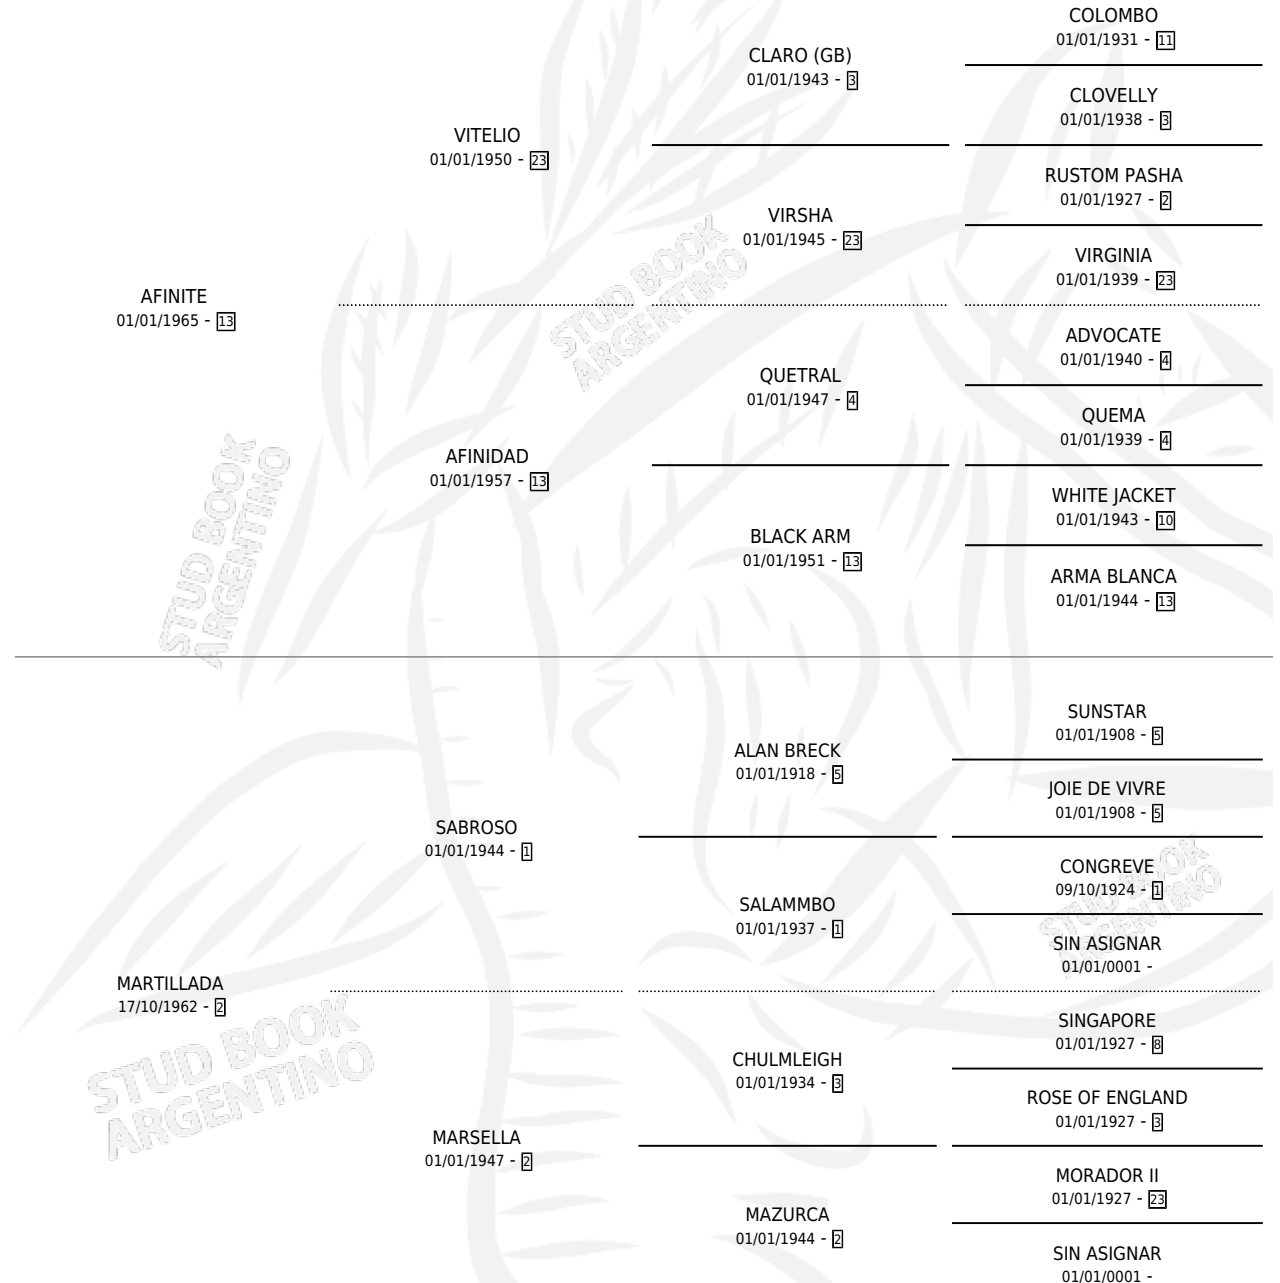 COLOMBO
01/01/1931 - 11
CLARO (GB)
01/01/1943 - 3
CLOVELLY
01/01/1938 - 3
VITELIO
01/01/1950 - 23
RUSTOM PASHA
01/01/1927 - 2
VIRSHA
01/01/1945 - 23
VIRGINIA
01/01/1939 - 23
AFINITE
01/01/1965 - 13
ADVOCATE
01/01/1940 - 4
QUETRAL
01/01/1947 - 4
QUEMA
01/01/1939 - 4
AFINIDAD
01/01/1957 - 13
WHITE JACKET
01/01/1943 - 10
BLACK ARM
01/01/1951 - 13
ARMA BLANCA
01/01/1944 - 13
STUD BOOK
ARGENTINO
STUD BOOK
ARGENTINO
SUNSTAR
01/01/1908 - 5
ALAN BRECK
01/01/1918 - 5
JOIE DE VIVRE
01/01/1908 - 5
SABROSO
01/01/1944 - 1
CONGREVE
09/10/1924 - 1
SALAMMBO
01/01/1937 - 1
SIN ASIGNAR
01/01/0001 -
MARTILLADA
17/10/1962 - 2
SINGAPORE
01/01/1927 - 8
CHULMLEIGH
01/01/1934 - 3
ROSE OF ENGLAND
01/01/1927 - 3
MARSELLA
01/01/1947 - 2
MORADOR II
01/01/1927 - 23
MAZURCA
01/01/1944 - 2
SIN ASIGNAR
01/01/0001 -
STUD BOOK
ARGENTINO
STUD BOOK
ARGENTINO